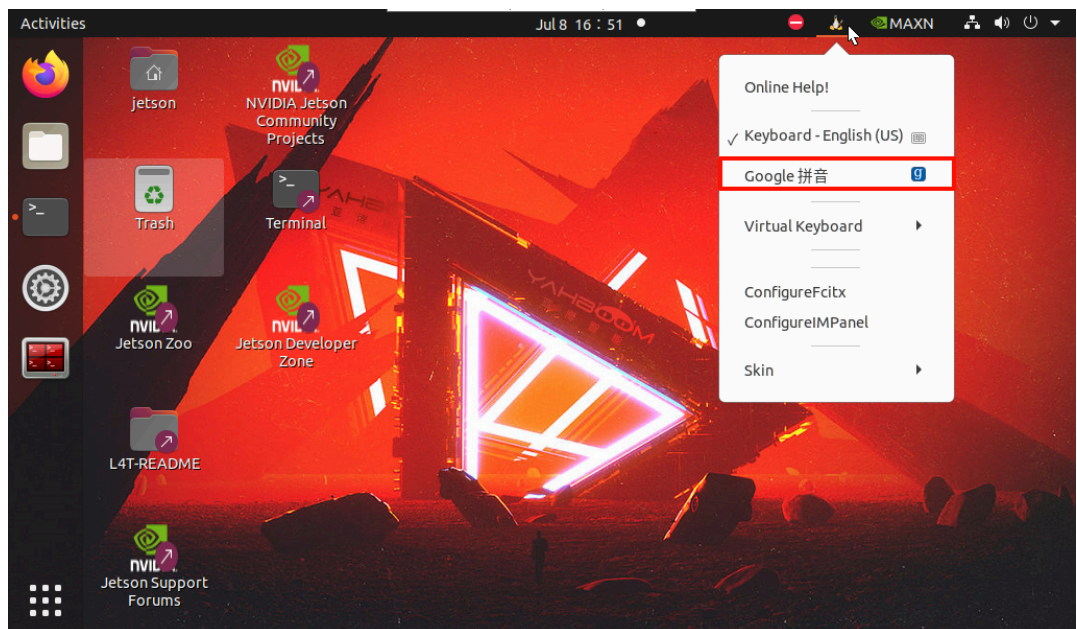 Activities
Jul 8 16：51
MAXN
jetson
NVIDIA Jetson
Community
Projects
Trash
Terminal
Jetson Zoo
Jetson Developer
Zone
L4T-README
Jetson Support
Forums
YAHBOOM
Online Help!
✓ Keyboard - English (US)
Google 拼音
g
Virtual Keyboard
ConfigureFcitx
ConfigureIMPanel
Skin